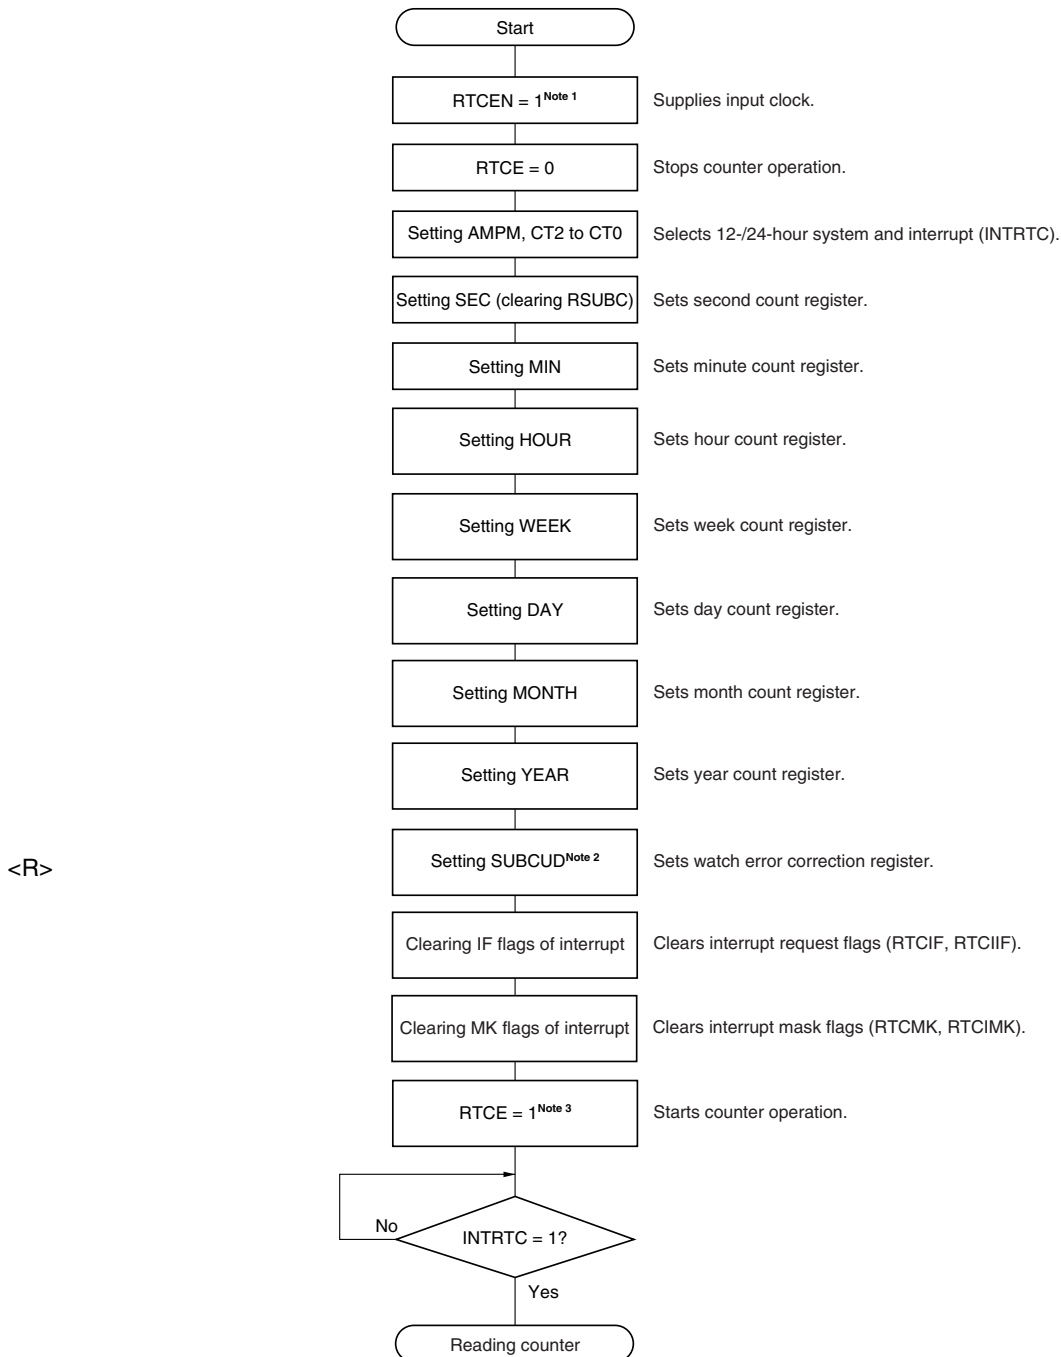 Start
RTCEN = 1Note 1 Supplies input clock.
RTCE = 0 Stops counter operation.
Setting AMPM, CT2 to CT0 Selects 12-/24-hour system and interrupt (INTRTC).
Setting SEC (clearing RSUBC) Sets second count register.
Setting MIN Sets minute count register.
Setting HOUR Sets hour count register.
Setting WEEK Sets week count register.
Setting DAY Sets day count register.
Setting MONTH Sets month count register.
Setting YEAR Sets year count register.
<R> Setting SUBCUDNote 2 Sets watch error correction register.
Clearing IF flags of interrupt Clears interrupt request flags (RTCIF, RTCIIF).
Clearing MK flags of interrupt Clears interrupt mask flags (RTCMK, RTCIMK).
RTCE = 1Note 3 Starts counter operation.
No INTRTC = 1?
Yes
Reading counter